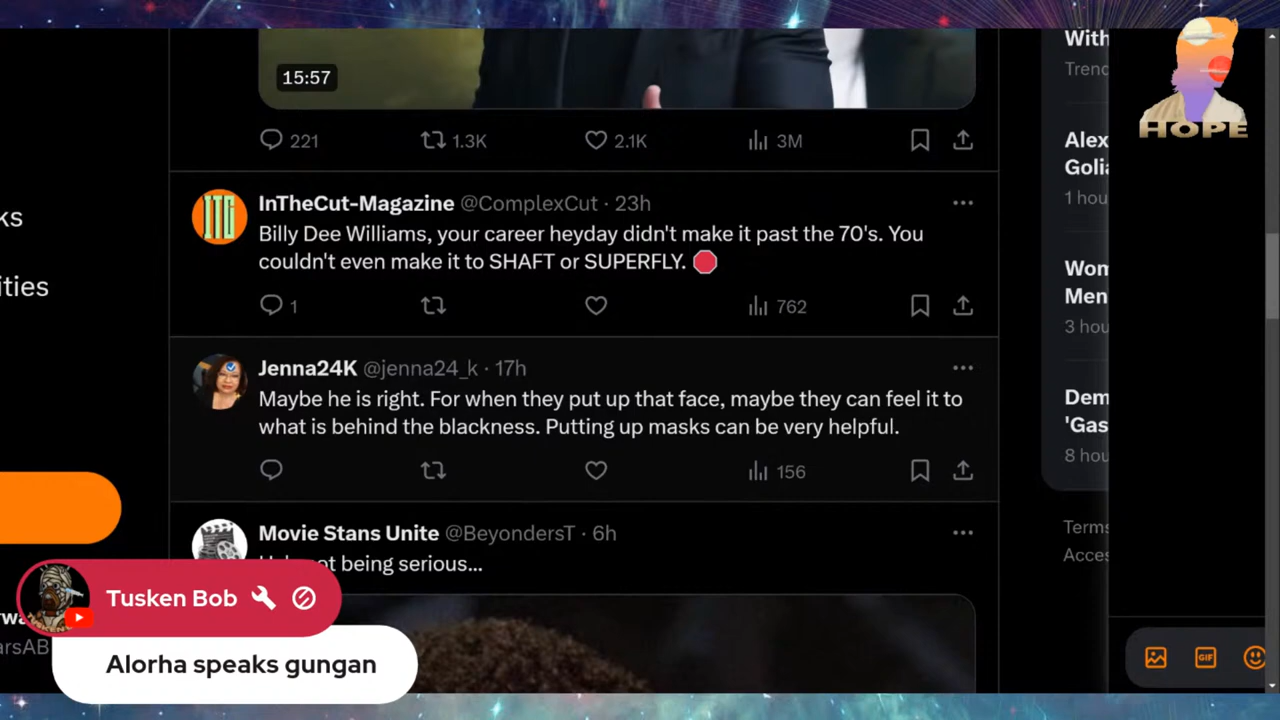 With
Trend
15:57
HOPE
221 1.3K 2.1K 3M
Alex
Golia
1 hou
ITC
InTheCut-Magazine @ComplexCut · 23h
Billy Dee Williams, your career heyday didn't make it past the 70's. You
couldn't even make it to SHAFT or SUPERFLY. 🛑
1 762
ks
ities
Wom
Men
3 hou
Jenna24K @jenna24_k · 17h
Maybe he is right. For when they put up that face, maybe they can feel it to
what is behind the blackness. Putting up masks can be very helpful.
156
Dem
'Gas
8 hou
Movie Stans Unite @BeyondersT · 6h
ot being serious...
Terms
Acces
Tusken Bob
arsAB
Alorha speaks gungan
GIF